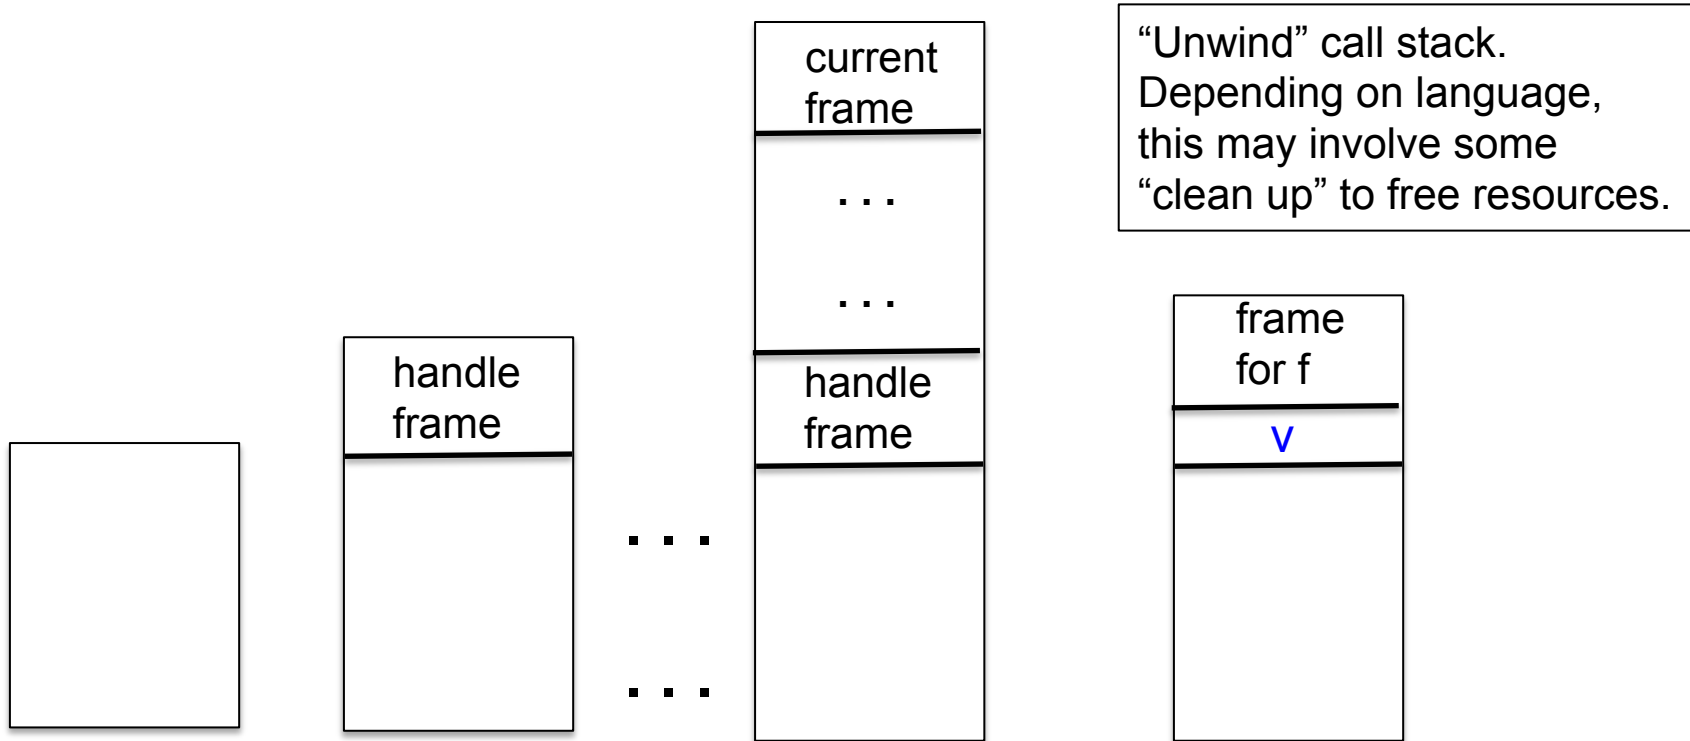 handle
frame
. . .
. . .
current
frame
. . .
. . .
handle
frame
“Unwind” call stack.
Depending on language,
this may involve some
“clean up” to free resources.
frame
for f
v